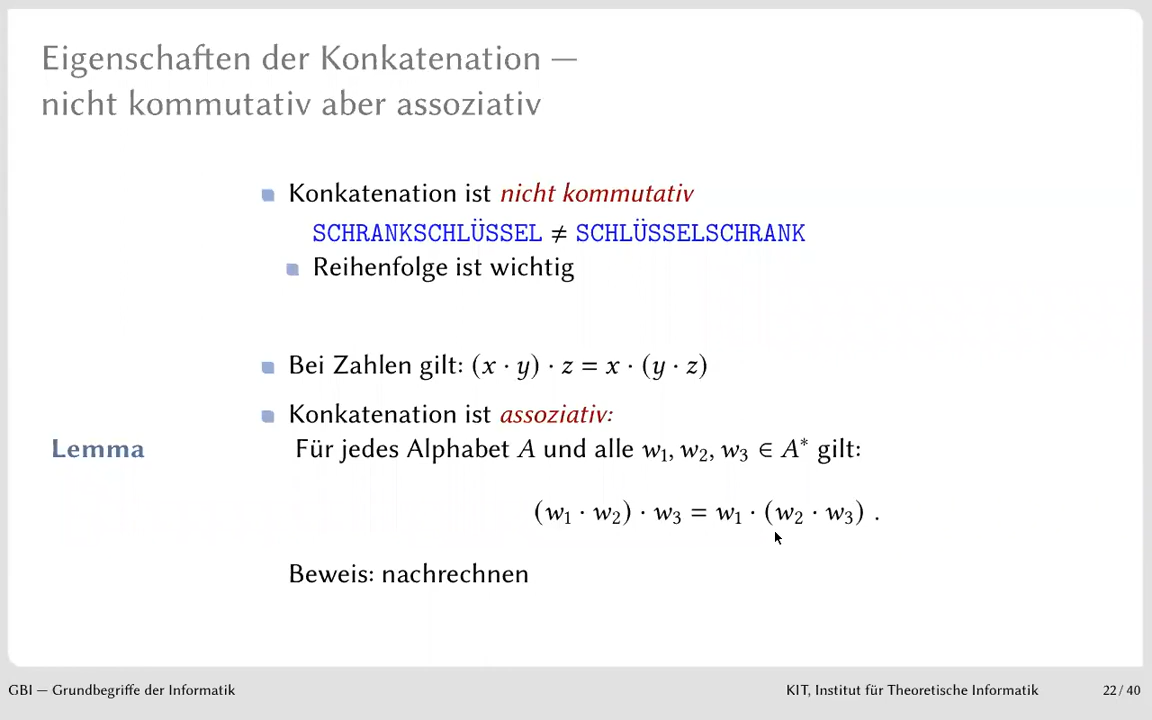 Eigenschaften der Konkatenation —
nicht kommutativ aber assoziativ
Konkatenation ist nicht kommutativ
SCHRANKSCHLÜSSEL ≠ SCHLÜSSELSCHRANK
Reihenfolge ist wichtig
Bei Zahlen gilt: (x · y) · z = x · (y · z)
Konkatenation ist assoziativ:
Lemma Für jedes Alphabet A und alle w₁, w₂, w₃ ∈ A* gilt:
(w₁ · w₂) · w₃ = w₁ · (w₂ · w₃) .
Beweis: nachrechnen
GBI — Grundbegriffe der Informatik KIT, Institut für Theoretische Informatik 22 / 40